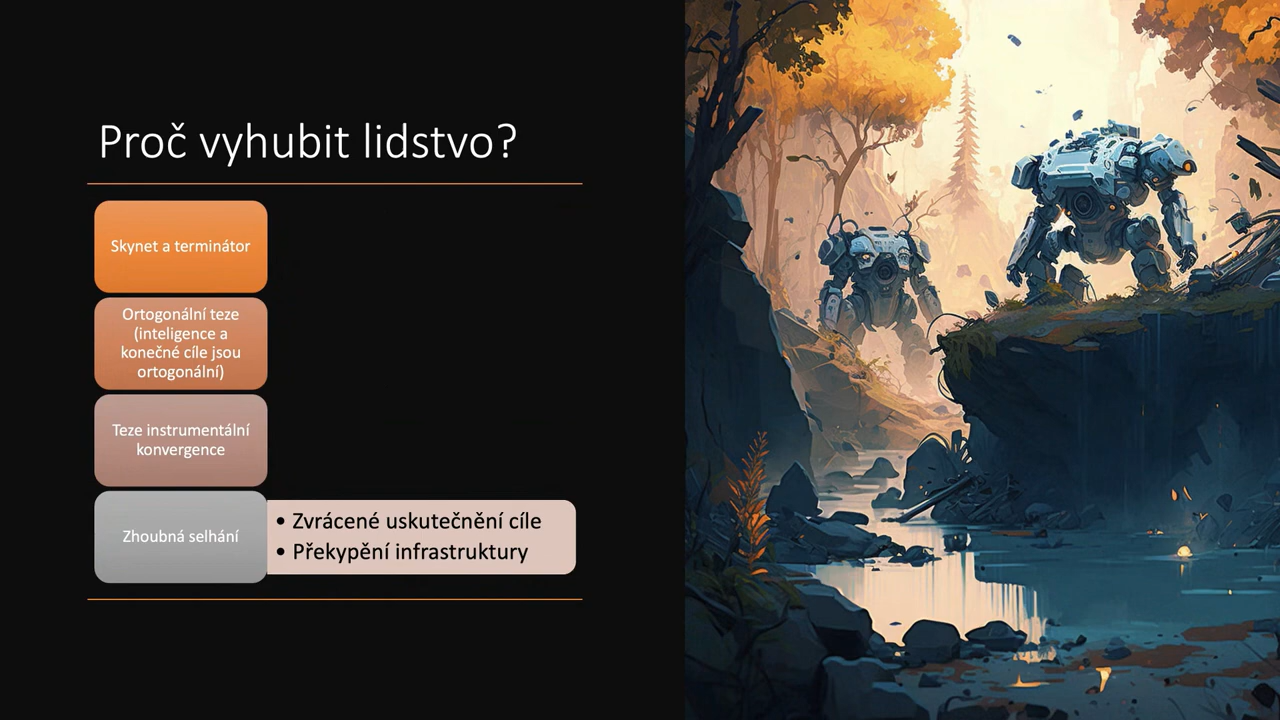 Proč vyhubit lidstvo?
Skynet a terminátor
Ortogonální teze
(inteligence a
konečné cíle jsou
ortogonální)
Teze instrumentální
konvergence
Zhoubná selhání
• Zvrácené uskutečnění cíle
• Překypění infrastruktury